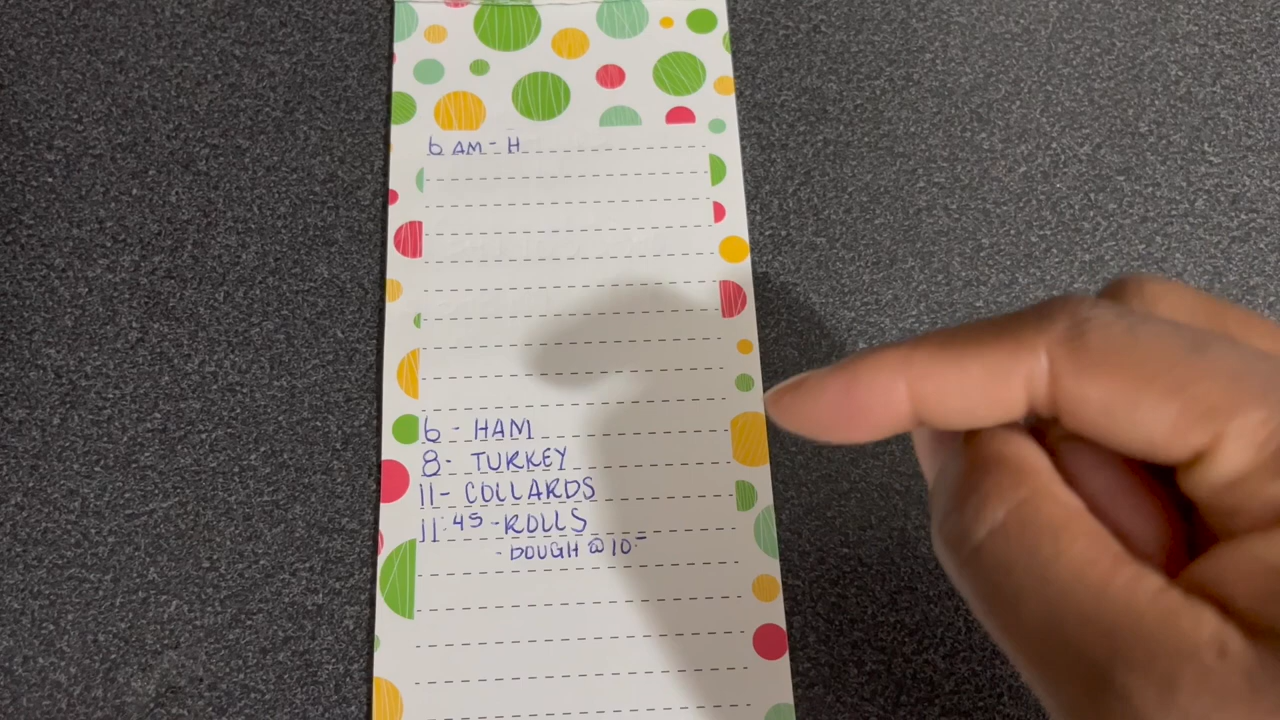 6 AM - H
6 - HAM
8 - TURKEY
11 - COLLARDS
11:45 - ROLLS
- DOUGH @ 10-